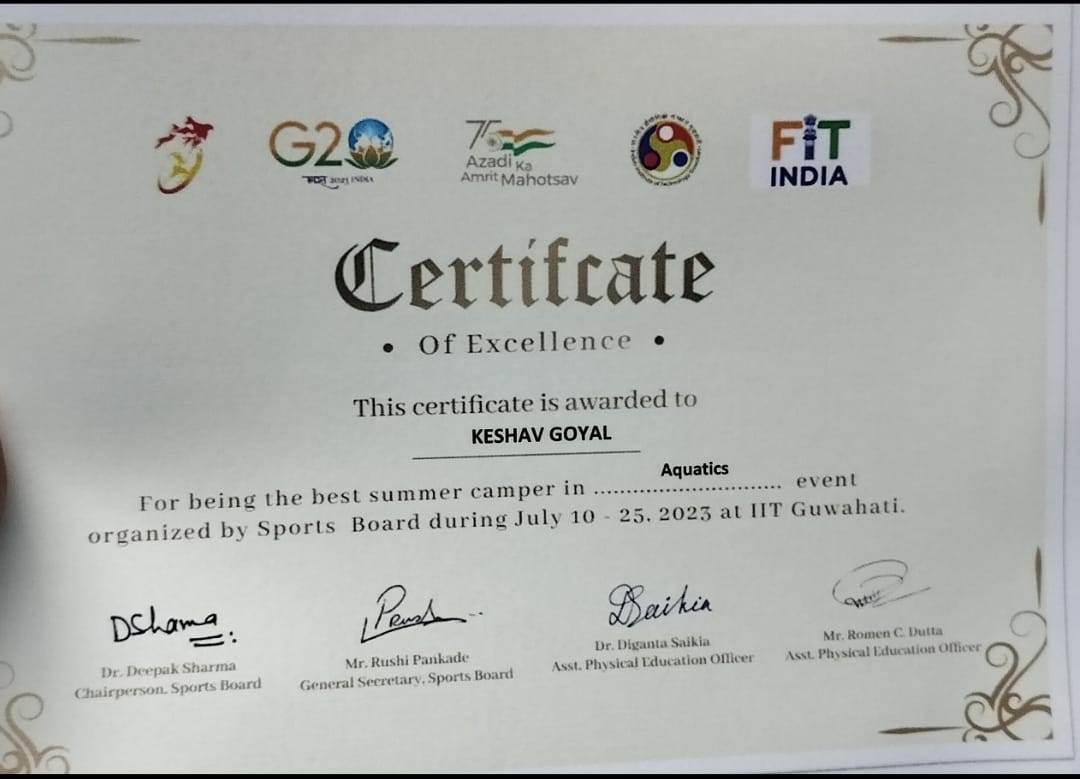 G20
2023 INDIA
75
Azadi Ka
Amrit Mahotsav
FIT
INDIA
Certifcate
• Of Excellence •
This certificate is awarded to
KESHAV GOYAL
For being the best summer camper in .......Aquatics....... event
organized by Sports Board during July 10 - 25, 2023 at IIT Guwahati.
DSharma
DSaikia
Dr. Deepak Sharma
Chairperson, Sports Board
Mr. Rushi Pankade
General Secretary, Sports Board
Dr. Diganta Saikia
Asst. Physical Education Officer
Mr. Romen C. Dutta
Asst. Physical Education Officer